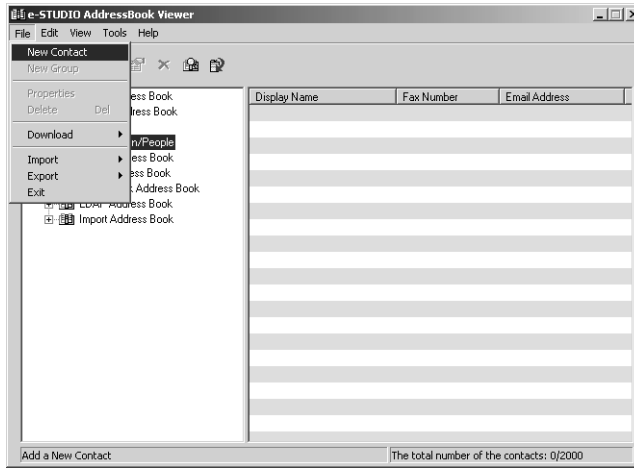 e-STUDIO AddressBook Viewer
File Edit View Tools Help
New Contact
New Group
Properties
Delete Del
Download
Import
Export
Exit
ess Book
ress Book
n/People
ess Book
ess Book
Address Book
LDAP Address Book
Import Address Book
Display Name Fax Number Email Address
Add a New Contact The total number of the contacts: 0/2000